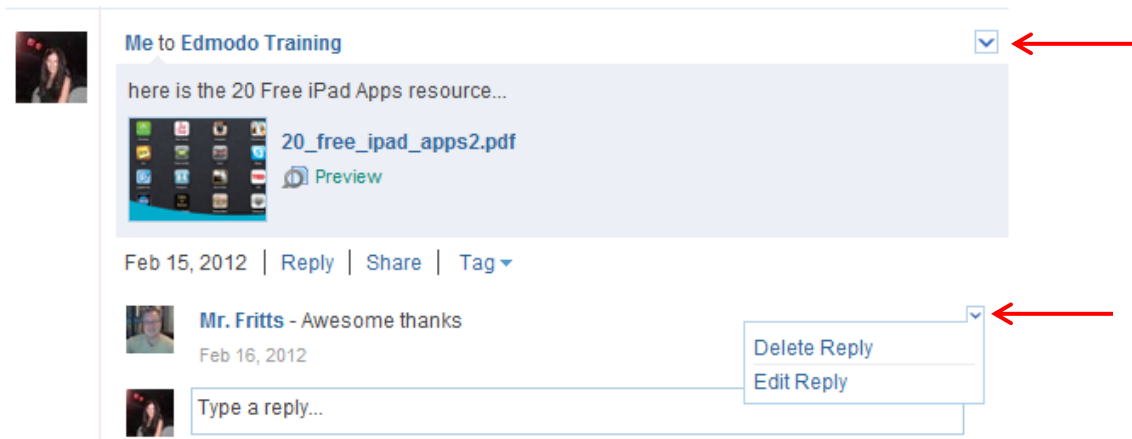 Me to Edmodo Training
here is the 20 Free iPad Apps resource...
20_free_ipad_apps2.pdf
Preview
Feb 15, 2012 | Reply | Share | Tag
Mr. Fritts - Awesome thanks
Feb 16, 2012
Delete Reply
Edit Reply
Type a reply...